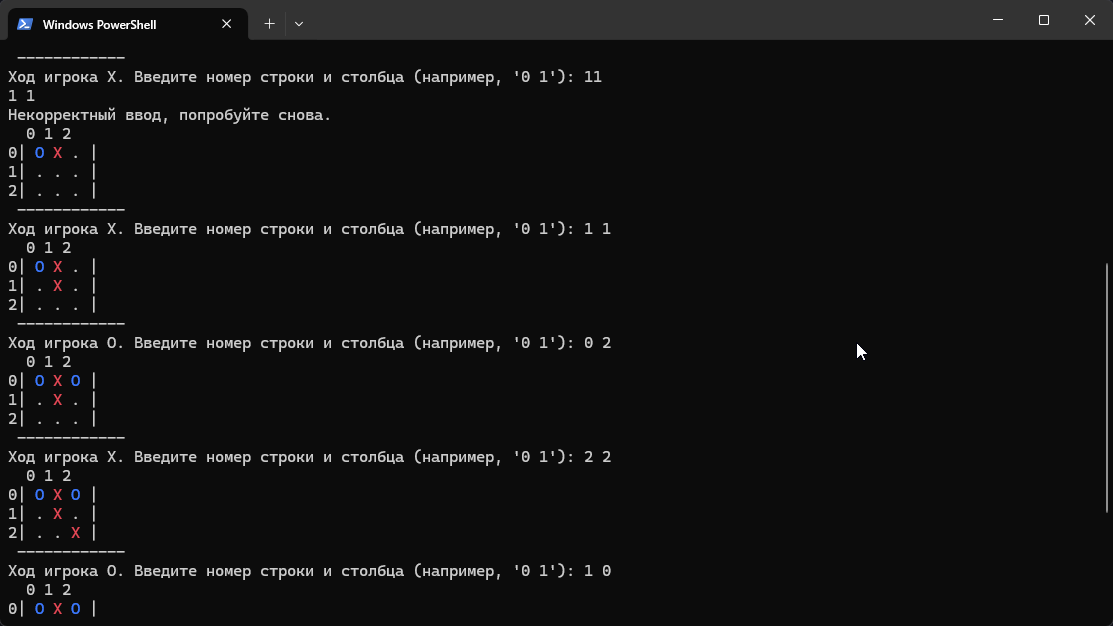 Windows PowerShell
------------
Ход игрока X. Введите номер строки и столбца (например, '0 1'): 11
1 1
Некорректный ввод, попробуйте снова.
  0 1 2
0| O X . |
1| . . . |
2| . . . |
 ------------
Ход игрока X. Введите номер строки и столбца (например, '0 1'): 1 1
  0 1 2
0| O X . |
1| . X . |
2| . . . |
 ------------
Ход игрока O. Введите номер строки и столбца (например, '0 1'): 0 2
  0 1 2
0| O X O |
1| . X . |
2| . . . |
 ------------
Ход игрока X. Введите номер строки и столбца (например, '0 1'): 2 2
  0 1 2
0| O X O |
1| . X . |
2| . . X |
 ------------
Ход игрока O. Введите номер строки и столбца (например, '0 1'): 1 0
  0 1 2
0| O X O |